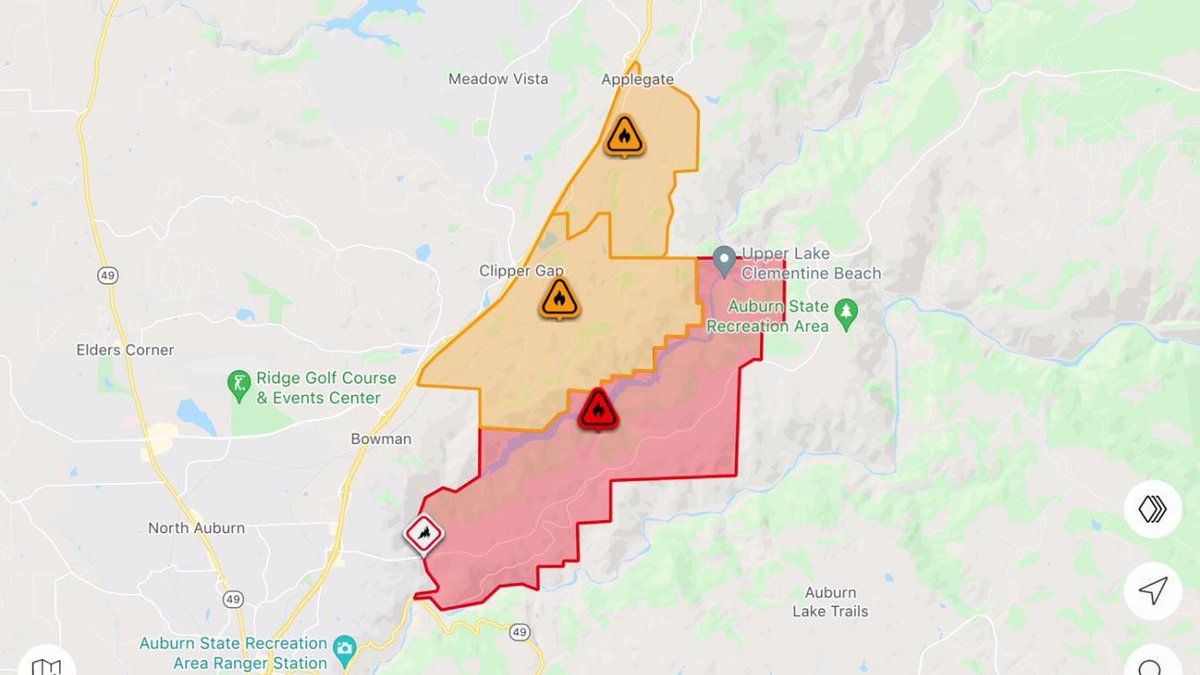 Meadow Vista
Applegate
Upper Lake
Clementine Beach
Clipper Gap
49
Auburn State
Recreation Area
Elders Corner
Ridge Golf Course
& Events Center
Bowman
North Auburn
49
Auburn
Lake Trails
49
Auburn State Recreation
Area Ranger Station